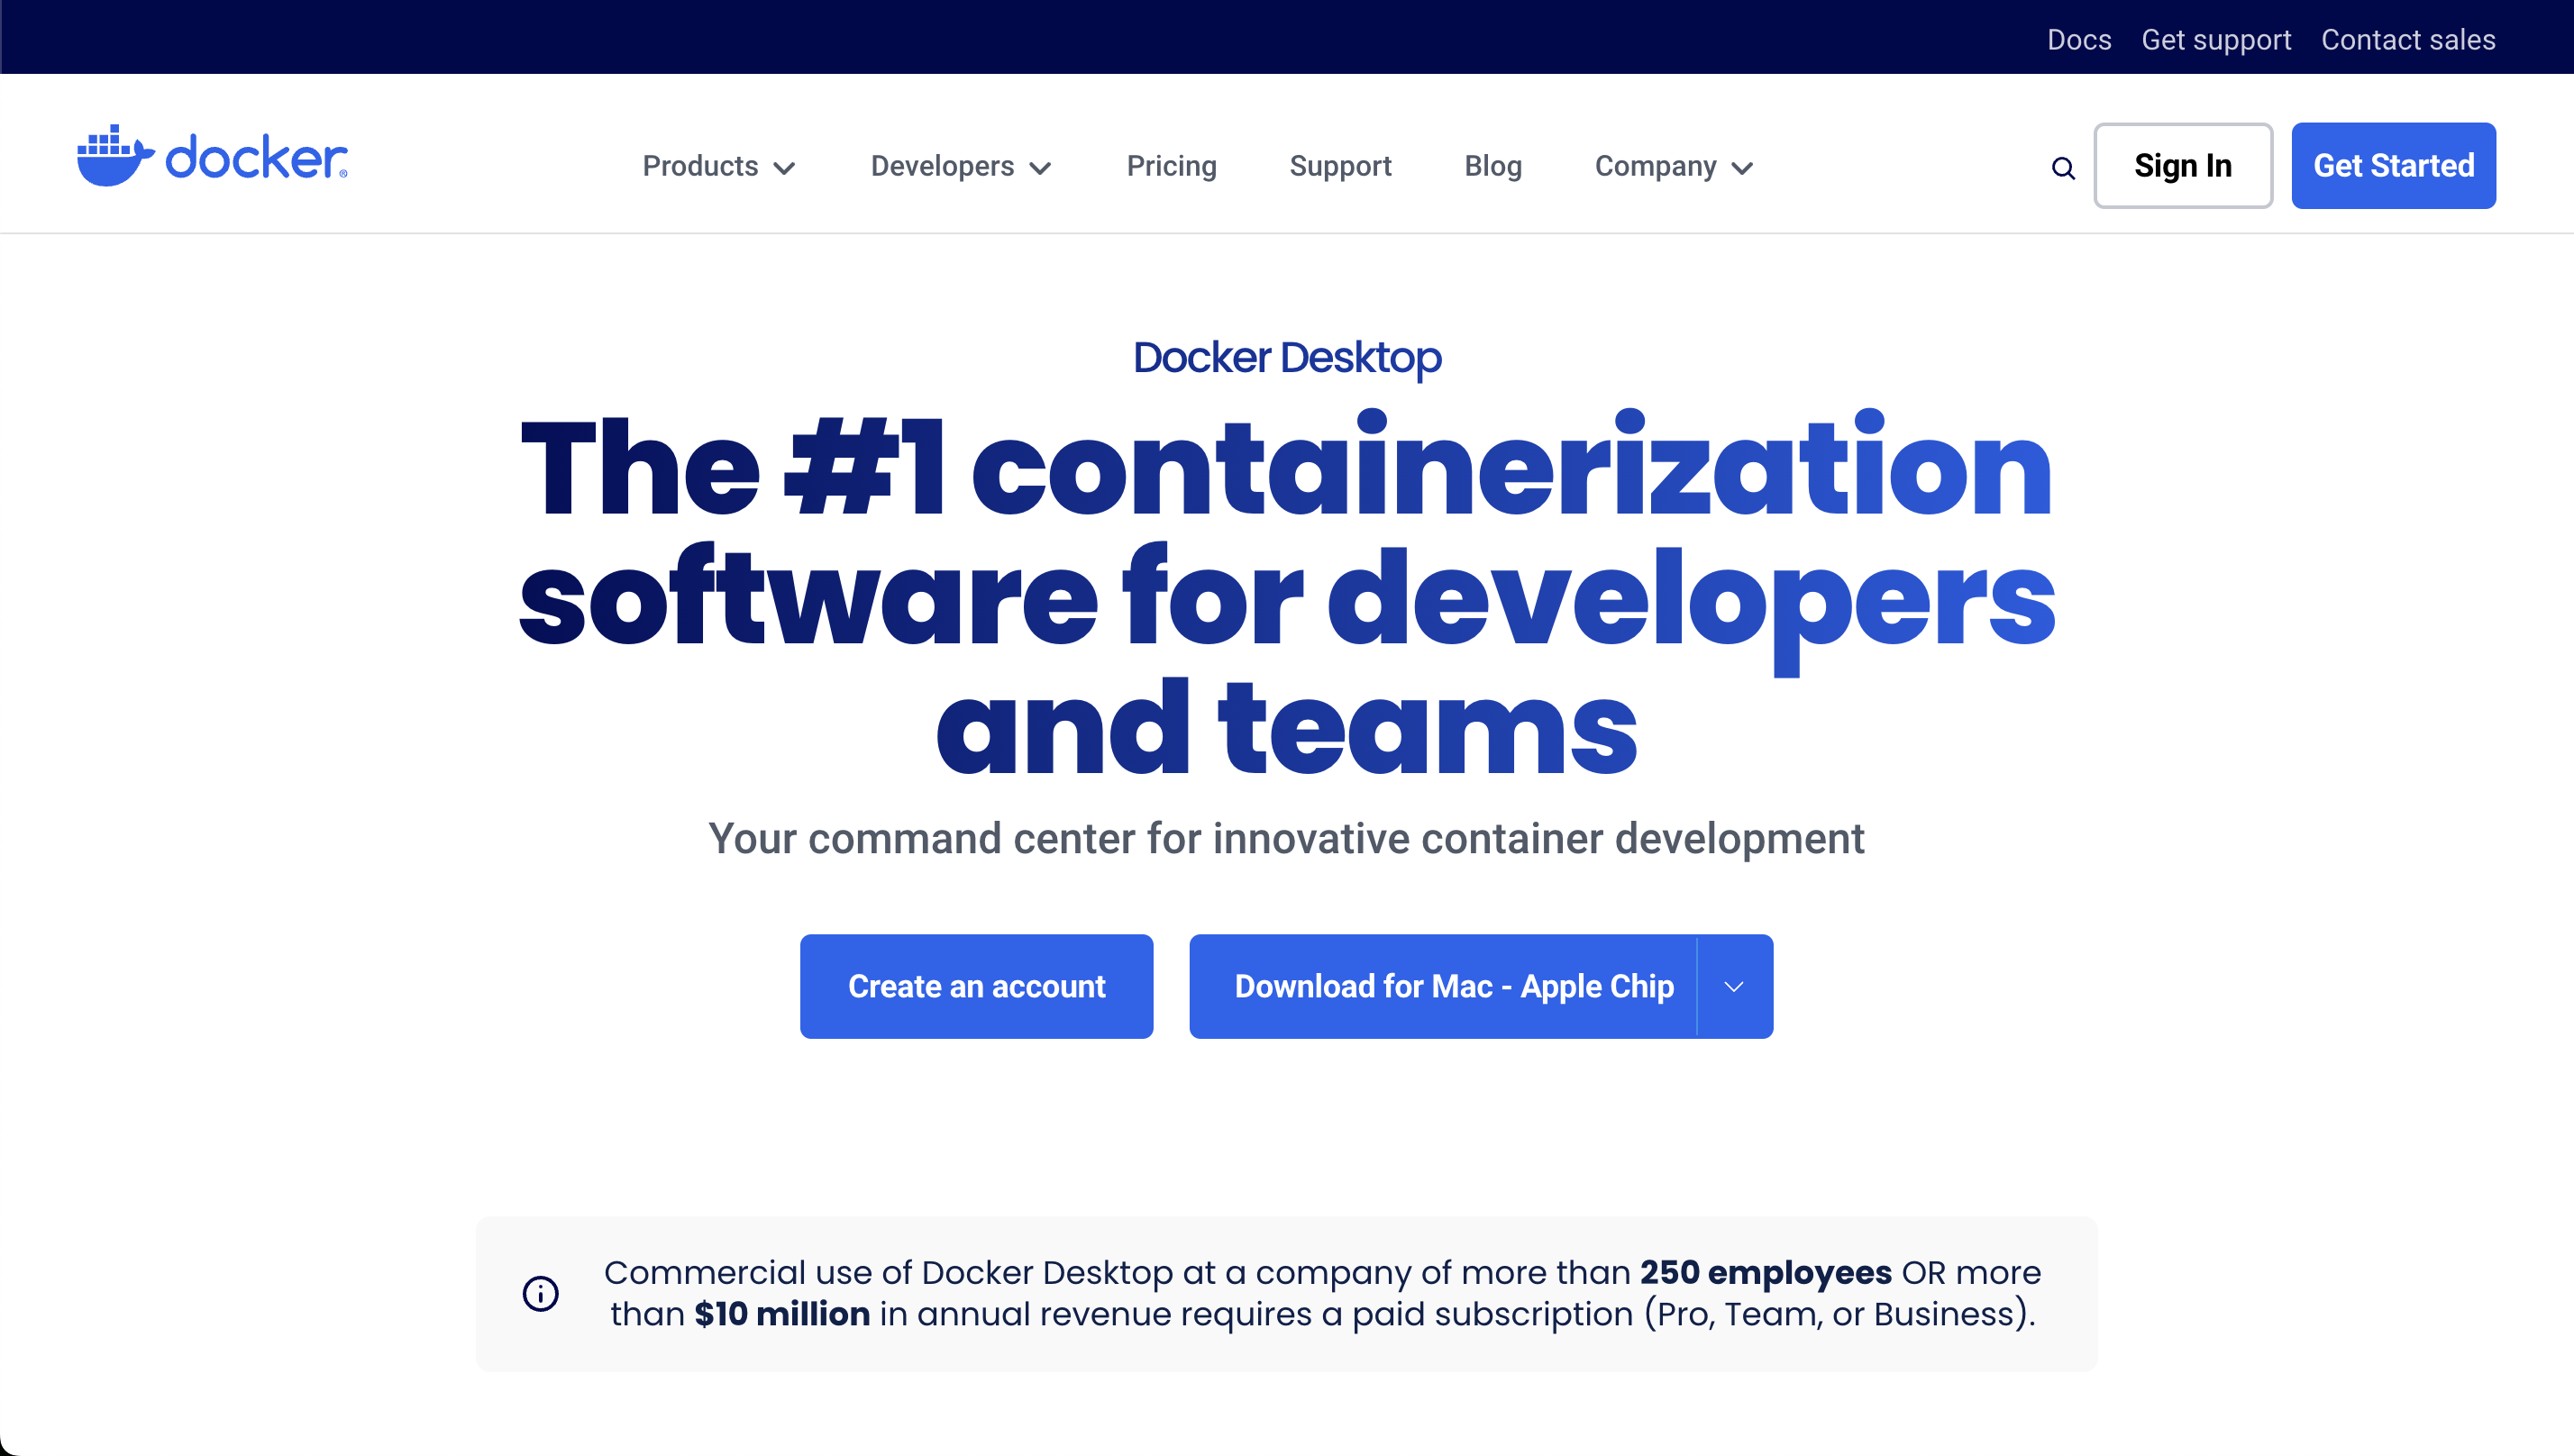 Docs Get support Contact sales
docker®
Products Developers Pricing Support Blog Company
Sign In Get Started
Docker Desktop
The #1 containerization
software for developers
and teams
Your command center for innovative container development
Create an account Download for Mac - Apple Chip
Commercial use of Docker Desktop at a company of more than 250 employees OR more
than $10 million in annual revenue requires a paid subscription (Pro, Team, or Business).